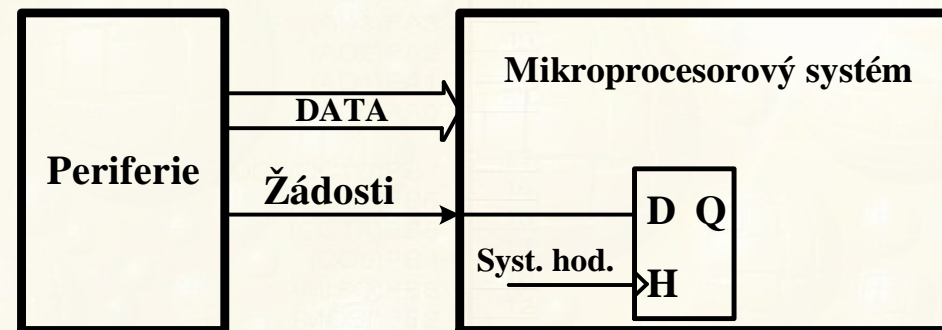 Periferie
DATA
Žádosti
Mikroprocesorový systém
D Q
Syst. hod.
H